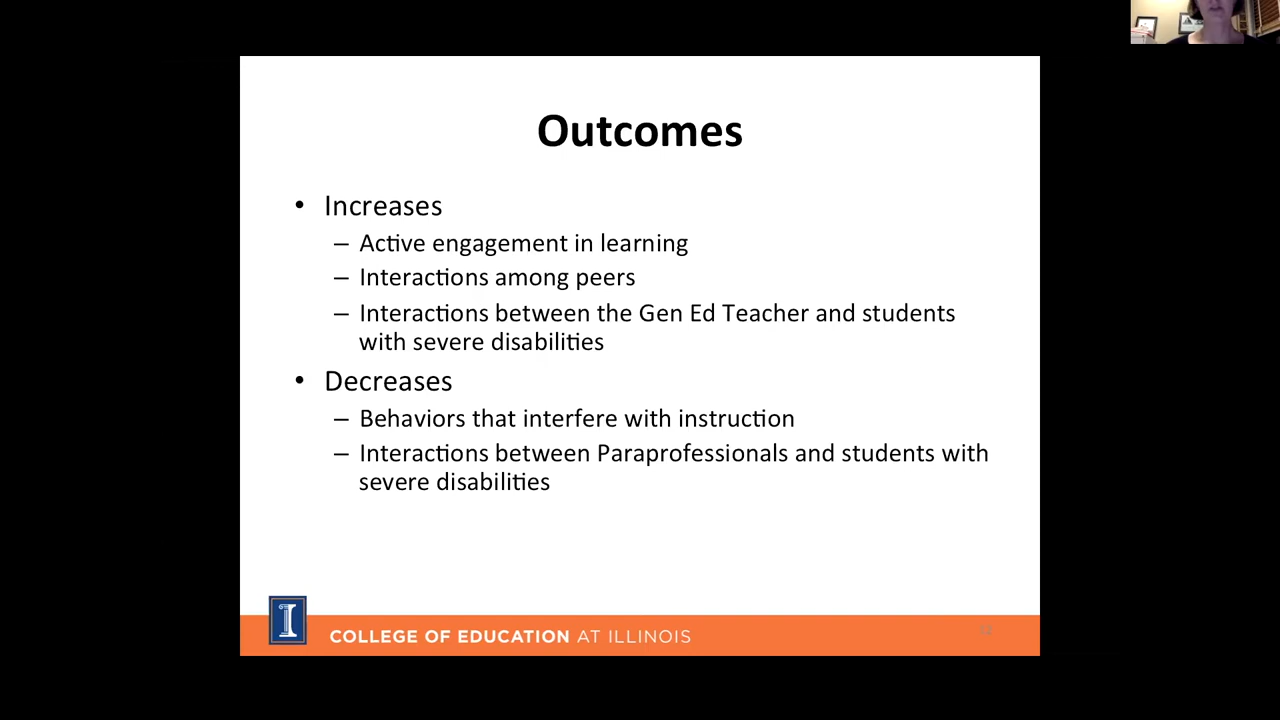 Outcomes
• Increases
– Active engagement in learning
– Interactions among peers
– Interactions between the Gen Ed Teacher and students
with severe disabilities
• Decreases
– Behaviors that interfere with instruction
– Interactions between Paraprofessionals and students with
severe disabilities
I
COLLEGE OF EDUCATION AT ILLINOIS